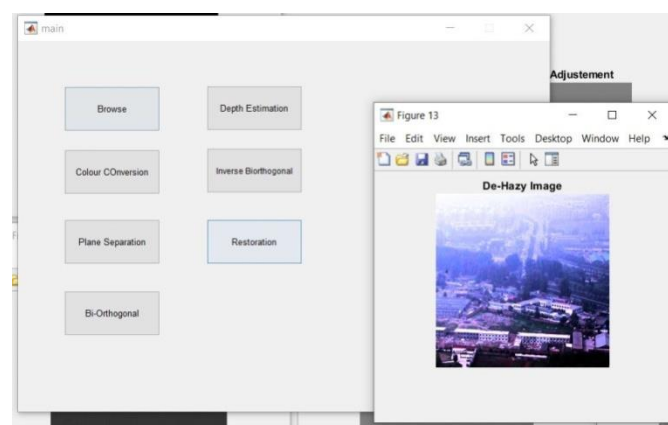 main
Adjustement
Browse
Depth Estimation
Colour COnversion
Inverse Biorthogonal
Plane Separation
Restoration
Bi-Orthogonal
Figure 13
File Edit View Insert Tools Desktop Window Help
De-Hazy Image